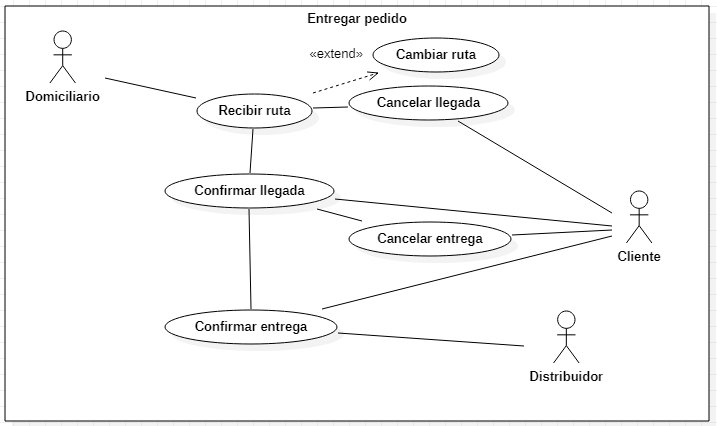 Entregar pedido
«extend»
Cambiar ruta
Domiciliario
Recibir ruta
Cancelar llegada
Confirmar llegada
Cancelar entrega
Cliente
Confirmar entrega
Distribuidor